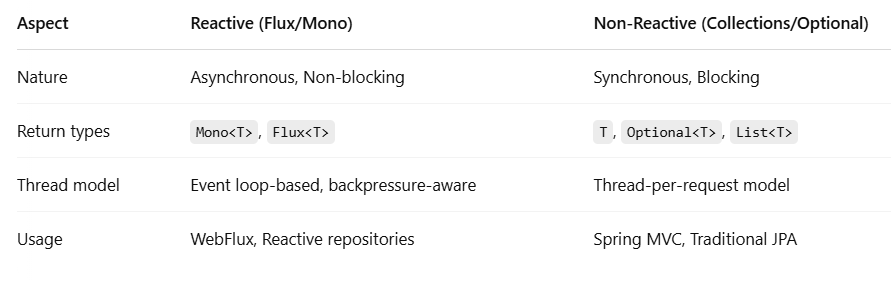 Aspect Reactive (Flux/Mono) Non-Reactive (Collections/Optional)
Nature Asynchronous, Non-blocking Synchronous, Blocking
Return types Mono<T>, Flux<T> T, Optional<T>, List<T>
Thread model Event loop-based, backpressure-aware Thread-per-request model
Usage WebFlux, Reactive repositories Spring MVC, Traditional JPA